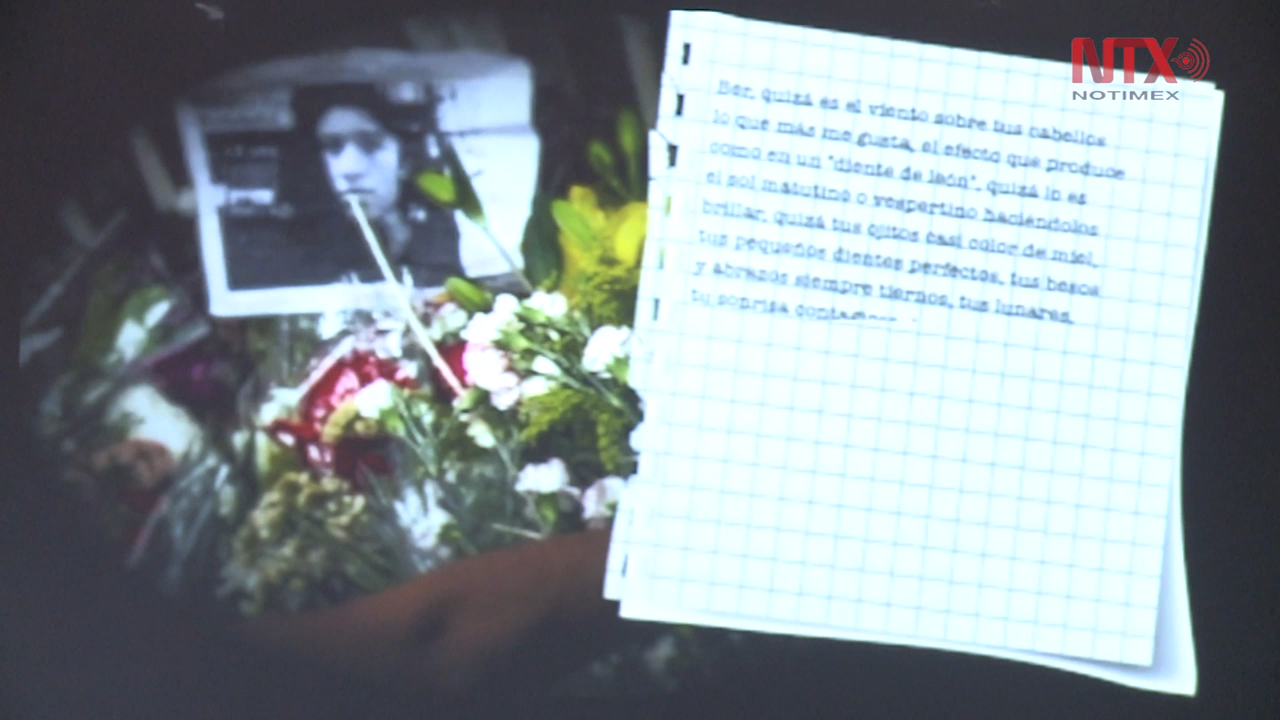 NTX
NOTIMEX
Ber, quizá es el viento sobre tus cabellos
lo que más me gusta, el efecto que produce
como en un "diente de león", quizá lo es
el sol matutino o vespertino haciéndolos
brillar, quizá tus ojitos casi color de miel,
tus pequeños dientes perfectos, tus besos
y abrazos siempre tiernos, tus lunares,
tu sonrisa